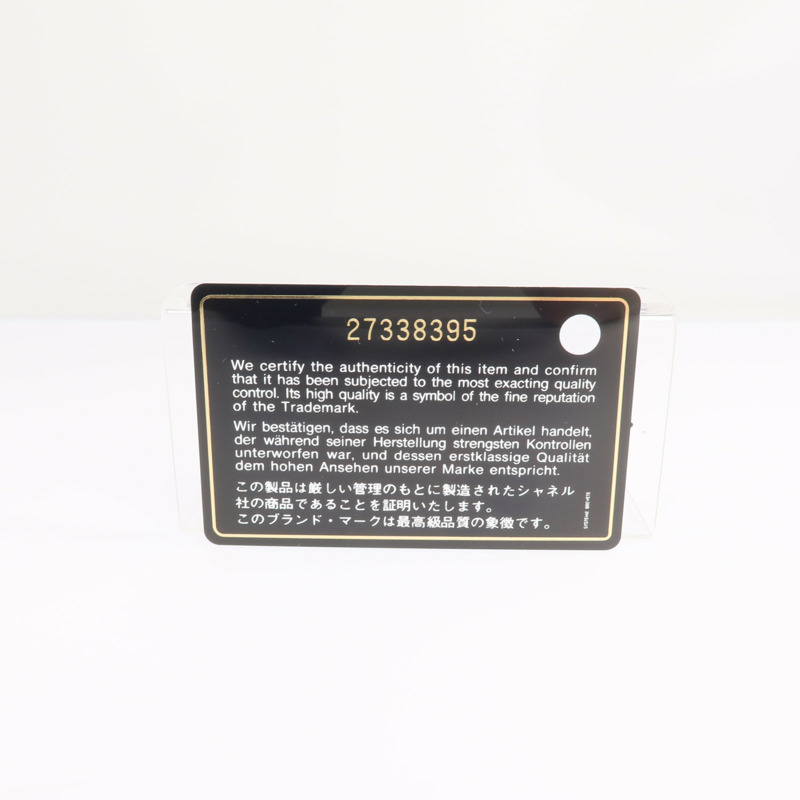 27338395
We certify the authenticity of this item and confirm
that it has been subjected to the most exacting quality
control. Its high quality is a symbol of the fine reputation
of the Trademark.
Wir bestätigen, dass es sich um einen Artikel handelt,
der während seiner Herstellung strengsten Kontrollen
unterworfen war, und dessen erstklassige Qualität
dem hohen Ansehen unserer Marke entspricht.
この製品は厳しい管理のもとに製造されたシャネル
社の商品であることを証明いたします。
このブランド・マークは最高級品質の象徴です。